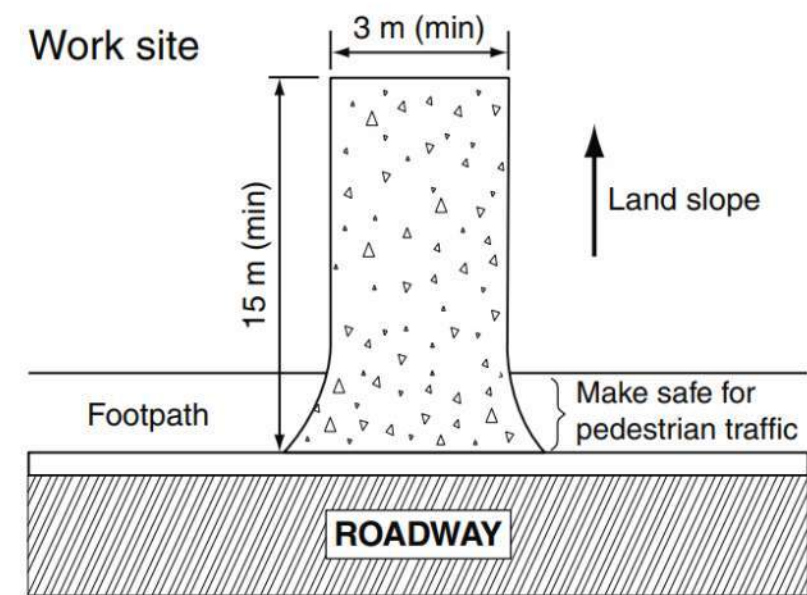 Work site
3 m (min)
15 m (min)
Land slope
Footpath
Make safe for
pedestrian traffic
ROADWAY